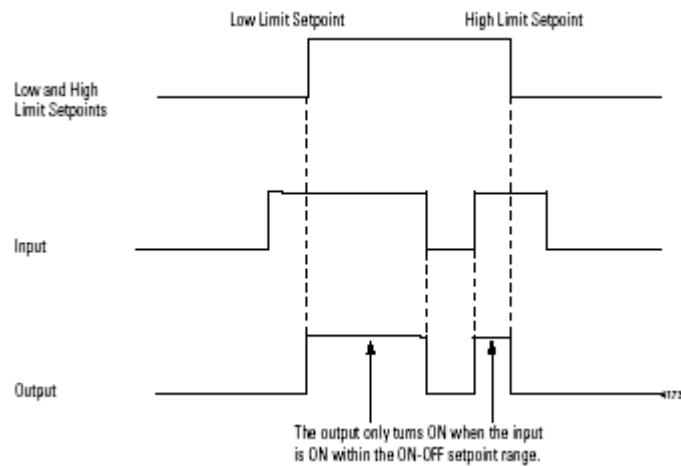 Low Limit Setpoint
High Limit Setpoint
Low and High
Limit Setpoints
Input
Output
The output only turns ON when the input
is ON within the ON-OFF setpoint range.